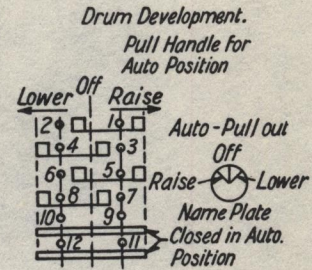 Drum Development.
Pull Handle for
Auto Position
Off
Lower Raise
2 1
4 3
6 5
8 7
10 9
12 11
Auto-Pull out
Off
Raise Lower
Name Plate
Closed in Auto.
Position